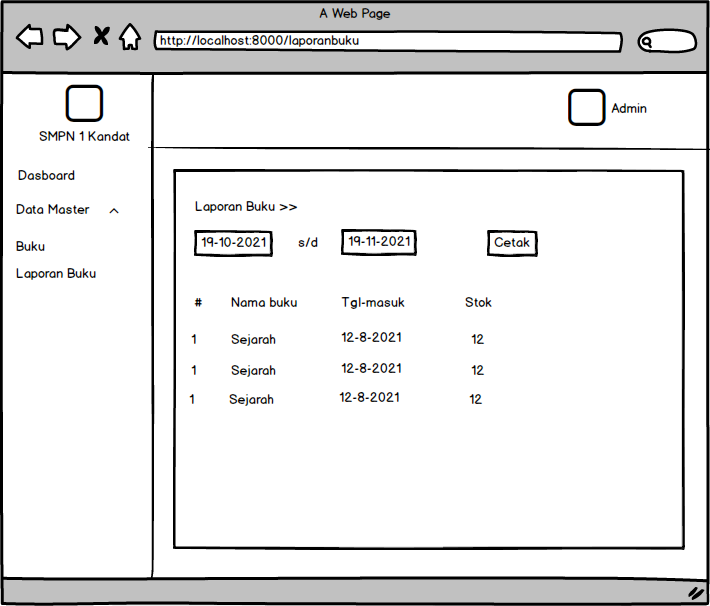 A Web Page
http://localhost:8000/laporanbuku
SMPN 1 Kandat
Admin
Dasboard
Data Master
Buku
Laporan Buku
Laporan Buku >>
19-10-2021 s/d 19-11-2021 Cetak
# Nama buku Tgl-masuk Stok
1 Sejarah 12-8-2021 12
1 Sejarah 12-8-2021 12
1 Sejarah 12-8-2021 12